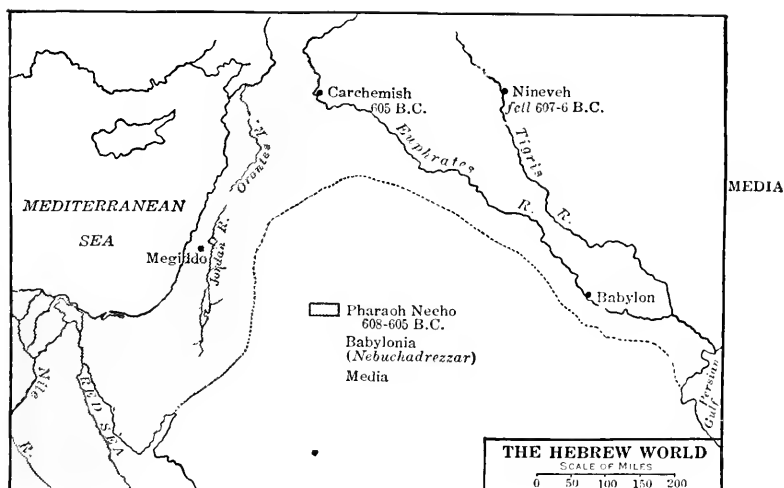 Carchemish
605 B.C.
Nineveh
fell 607-6 B.C.
R. Orontes
Euphrates R.
Tigris R.
MEDIA
MEDITERRANEAN
SEA
Megiddo
Jordan R.
Babylon
Pharaoh Necho
608-605 B.C.
Babylonia
(Nebuchadrezzar)
Media
Nile R.
RED SEA
Persian
Gulf
THE HEBREW WORLD
SCALE OF MILES
0 50 100 150 200